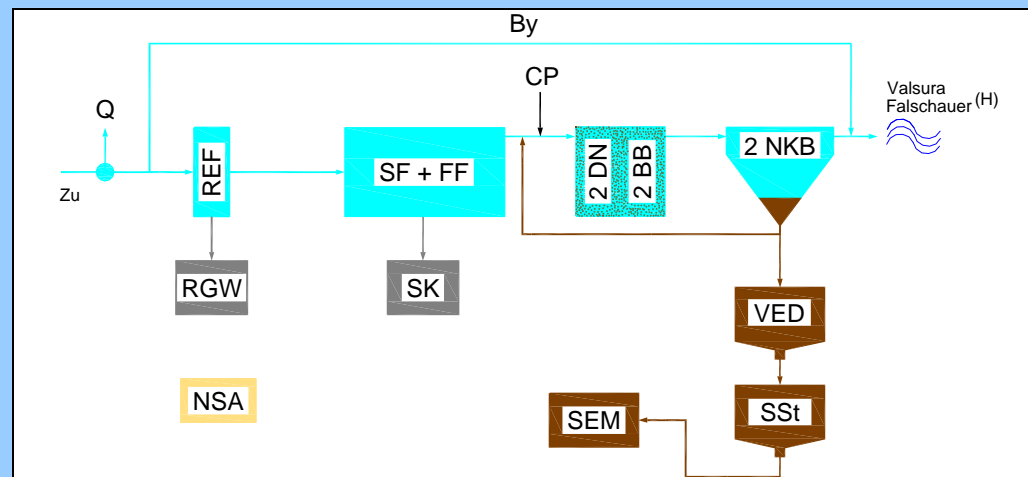 By
CP
Valsura
Falschauer (H)
Q
REF
SF + FF
2 DN
2 BB
2 NKB
Zu
RGW
SK
VED
NSA
SEM
SSt